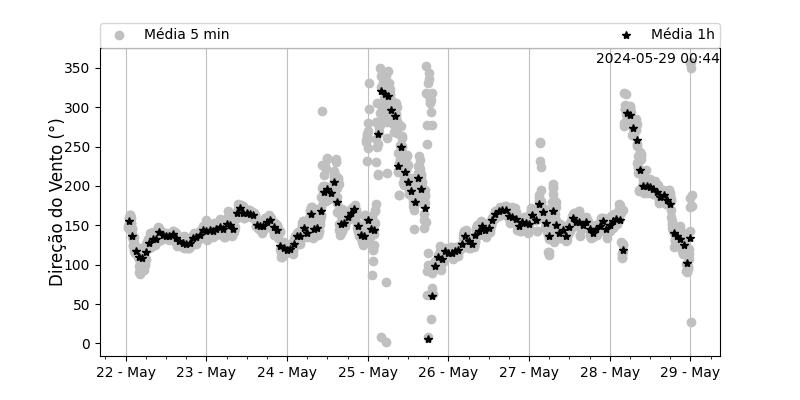 Média 5 min
Média 1h
2024-05-29 00:44
Direção do Vento (°)
350
300
250
200
150
100
50
0
22 - May
23 - May
24 - May
25 - May
26 - May
27 - May
28 - May
29 - May